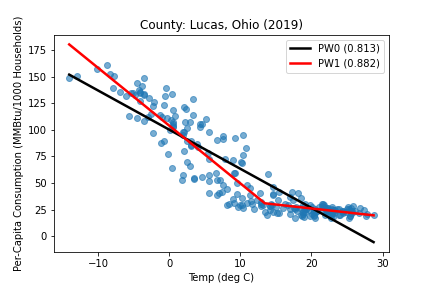 County: Lucas, Ohio (2019)
PW0 (0.813)
PW1 (0.882)
Per-Capita Consumption (MMBtu/1000 Households)
175
150
125
100
75
50
25
0
−10
0
10
20
30
Temp (deg C)